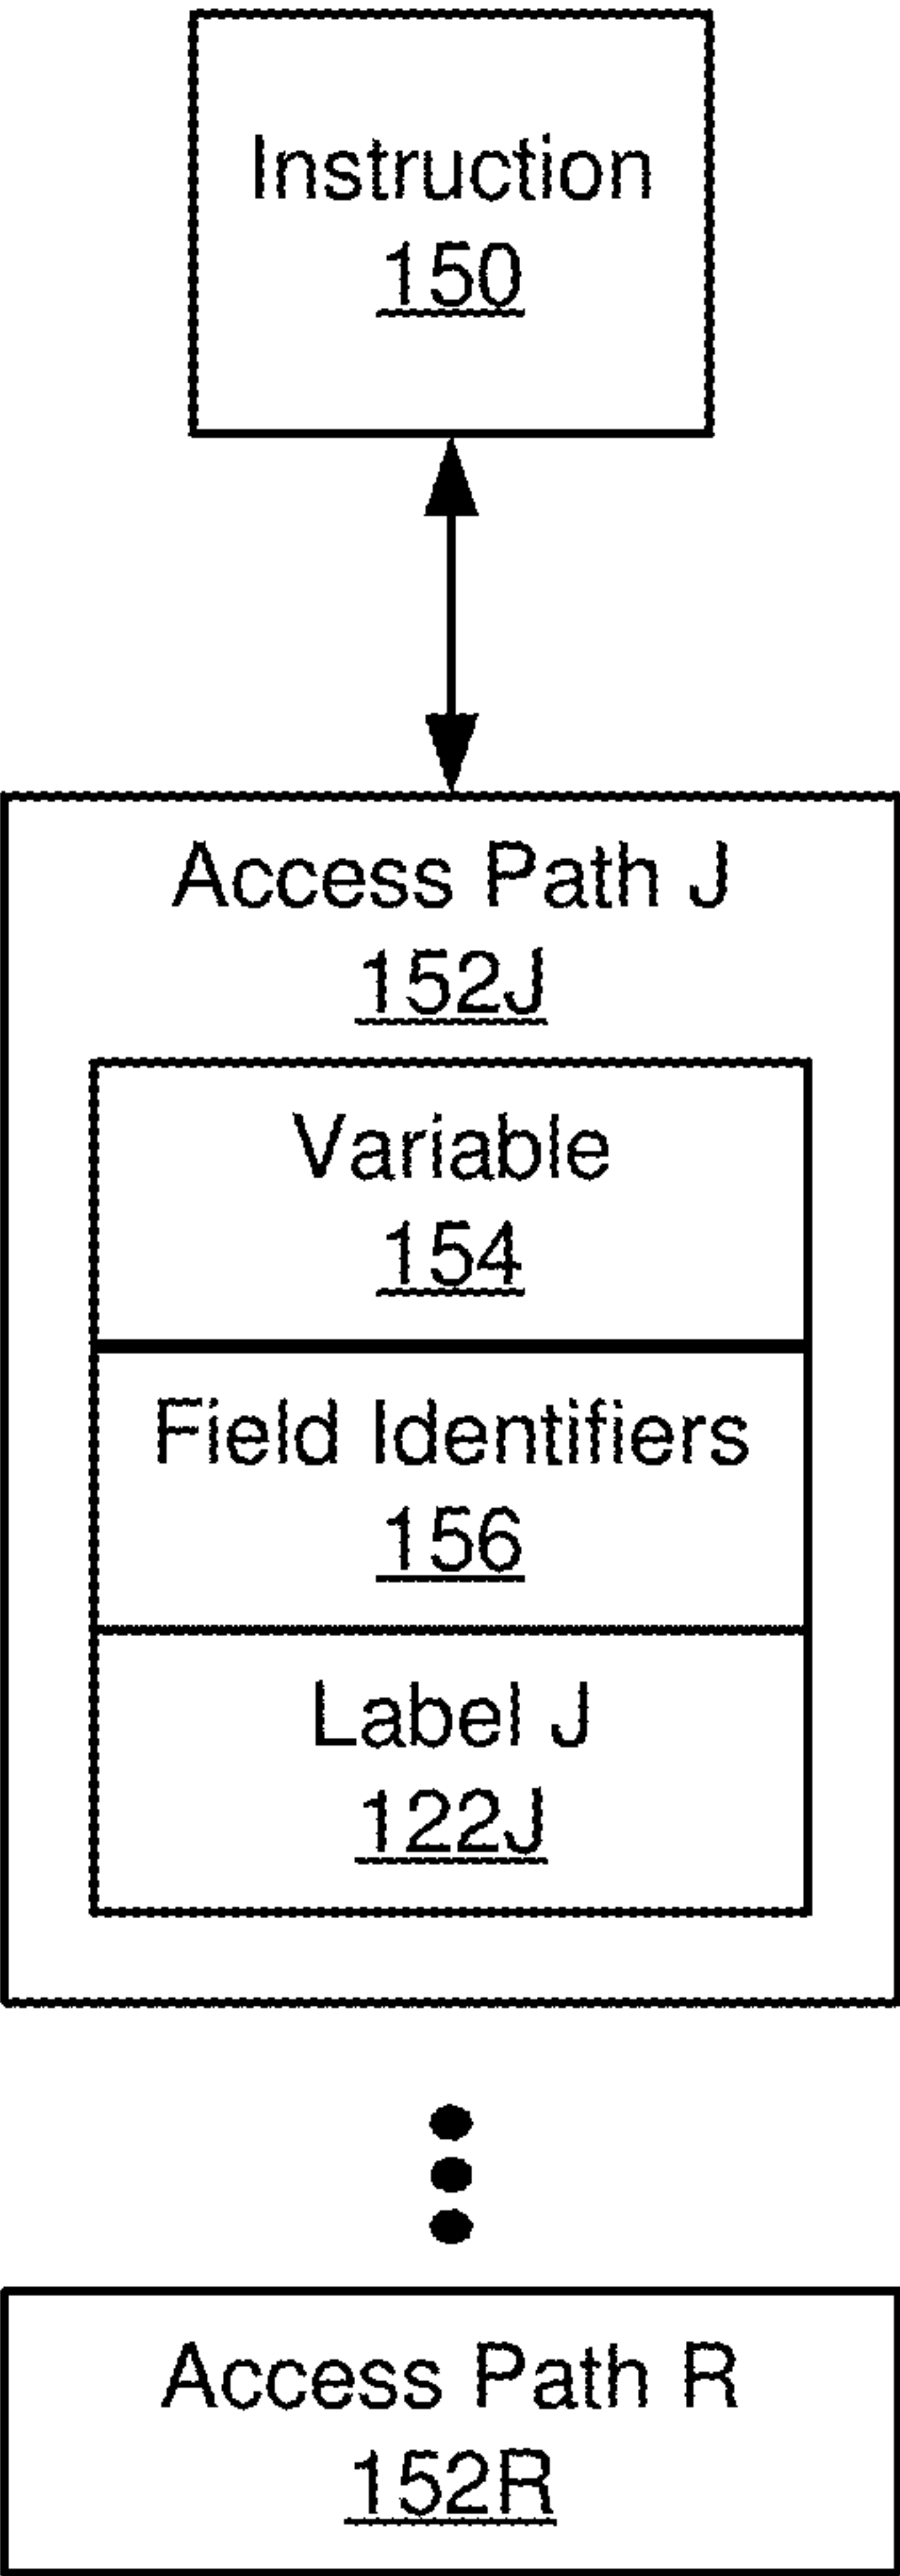 Instruction
150
Access Path J
152J
Variable
154
Field Identifiers
156
Label J
122J
Access Path R
152R